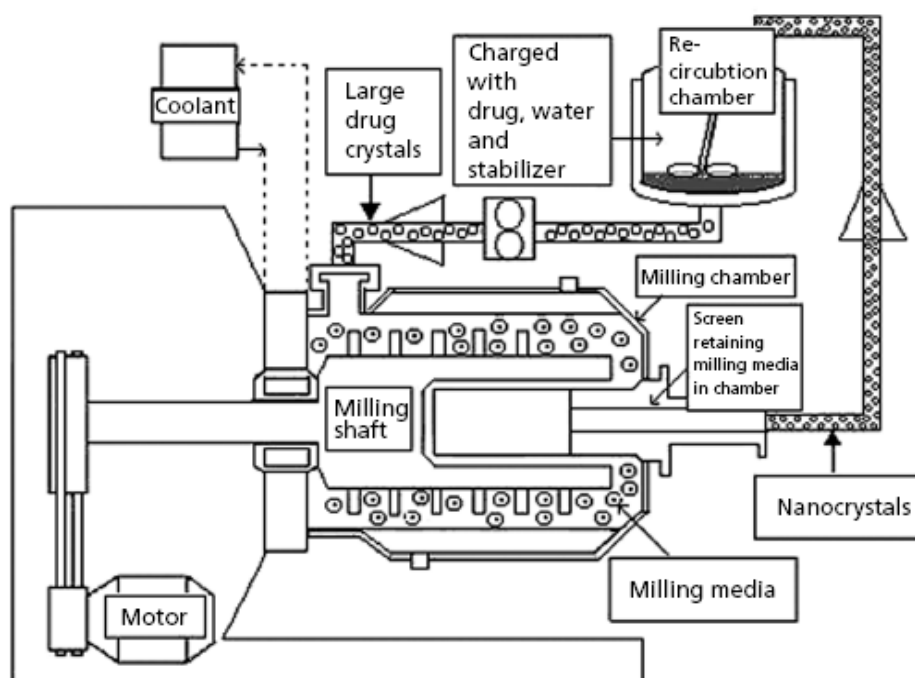 Coolant
Large
drug
crystals
Charged
with
drug, water
and
stabilizer
Re-
circubtion
chamber
Milling chamber
Screen
retaining
milling media
in chamber
Milling
shaft
Nanocrystals
Milling media
Motor